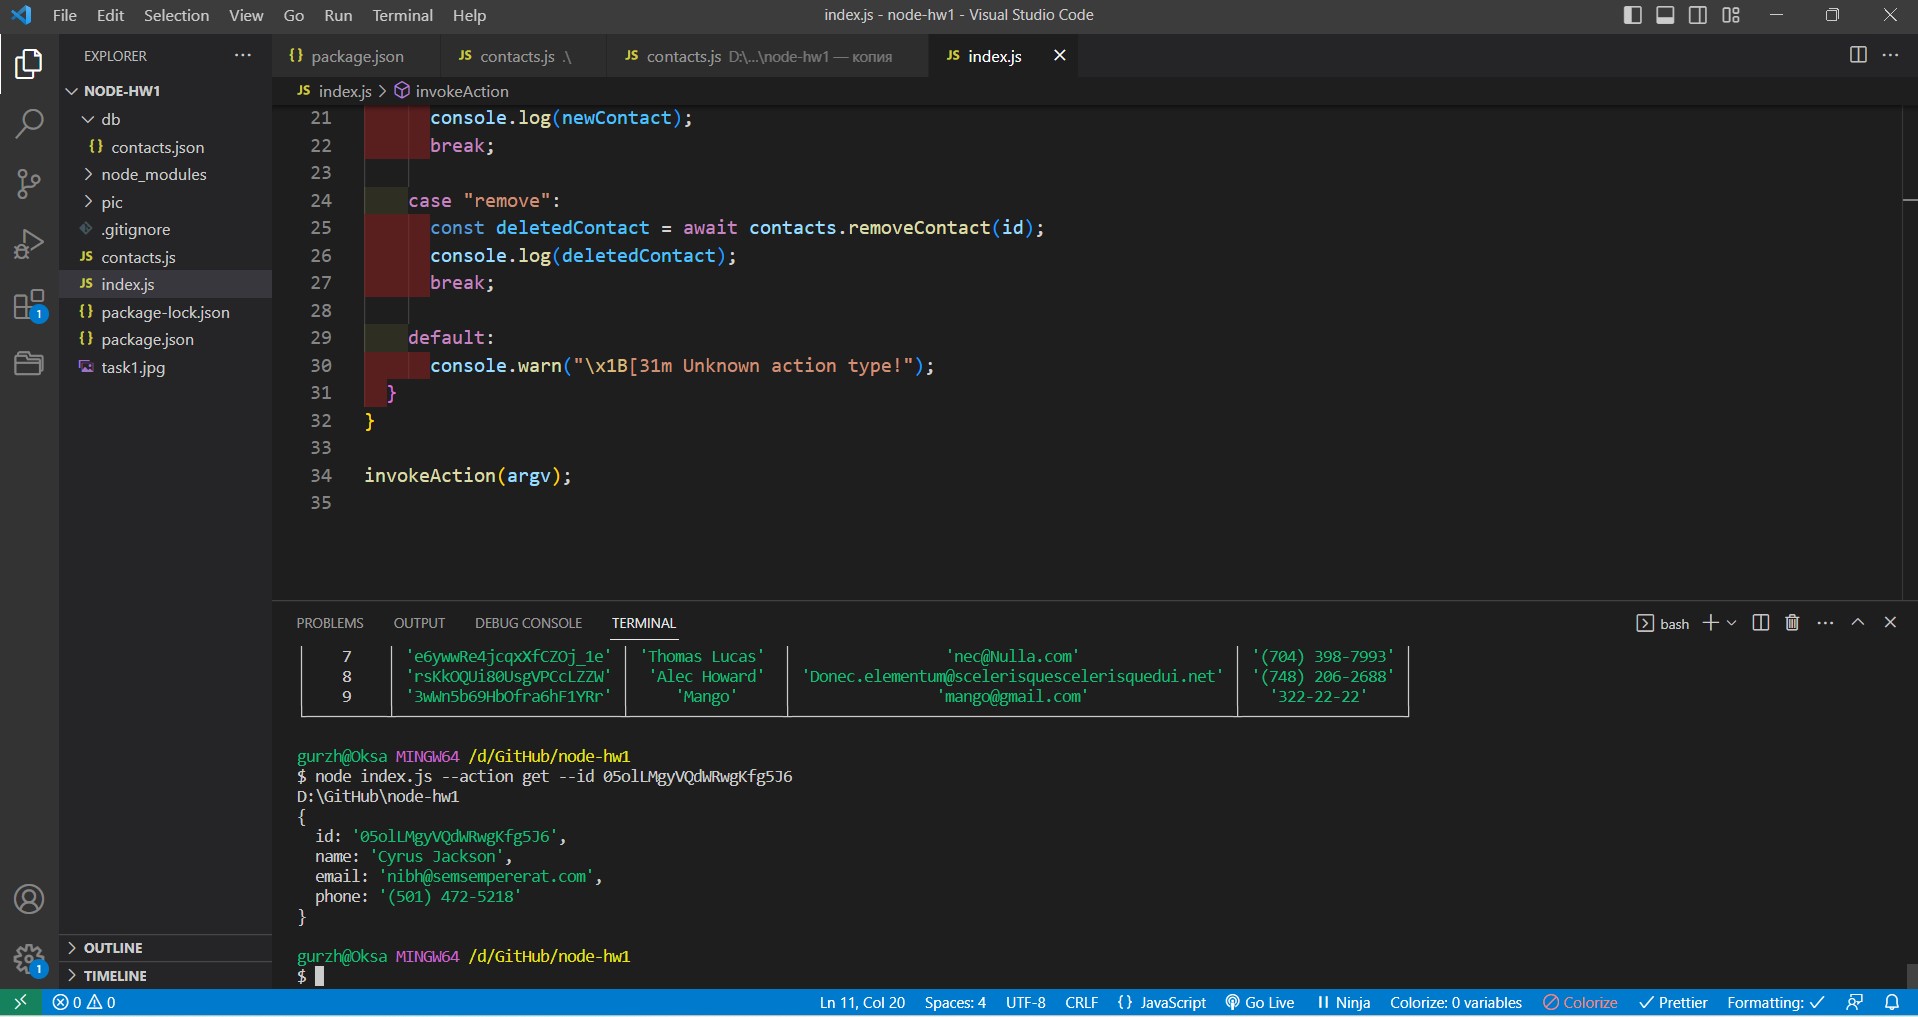 File Edit Selection View Go Run Terminal Help
index.js - node-hw1 - Visual Studio Code
EXPLORER
package.json
JS contacts.js .\
JS contacts.js D:\...\node-hw1 — копия
JS index.js
NODE-HW1
JS index.js > invokeAction
db
{} contacts.json
node_modules
pic
.gitignore
JS contacts.js
JS index.js
{} package-lock.json
{} package.json
task1.jpg
1
21 console.log(newContact);
22 break;
23
24 case "remove":
25 const deletedContact = await contacts.removeContact(id);
26 console.log(deletedContact);
27 break;
28
29 default:
30 console.warn("\x1B[31m Unknown action type!");
31 }
32 }
33
34 invokeAction(argv);
35
PROBLEMS OUTPUT DEBUG CONSOLE TERMINAL
bash
7 'e6ywwRe4jcqxXfCZOj_1e' 'Thomas Lucas' 'nec@Nulla.com' '(704) 398-7993'
8 'rsKkOQUi80UsgVPCcLZZW' 'Alec Howard' 'Donec.elementum@scelerisquescelerisquedui.net' '(748) 206-2688'
9 '3wWn5b69HbOfra6hF1YRr' 'Mango' 'mango@gmail.com' '322-22-22'
gurzh@Oksa MINGW64 /d/GitHub/node-hw1
$ node index.js --action get --id 05olLMgyVQdWRwgKfg5J6
D:\GitHub\node-hw1
{
id: '05olLMgyVQdWRwgKfg5J6',
name: 'Cyrus Jackson',
email: 'nibh@semsempererat.com',
phone: '(501) 472-5218'
}
gurzh@Oksa MINGW64 /d/GitHub/node-hw1
$
OUTLINE
TIMELINE
1
0 0
Ln 11, Col 20 Spaces: 4 UTF-8 CRLF {} JavaScript Go Live Ninja Colorize: 0 variables Colorize Prettier Formatting: